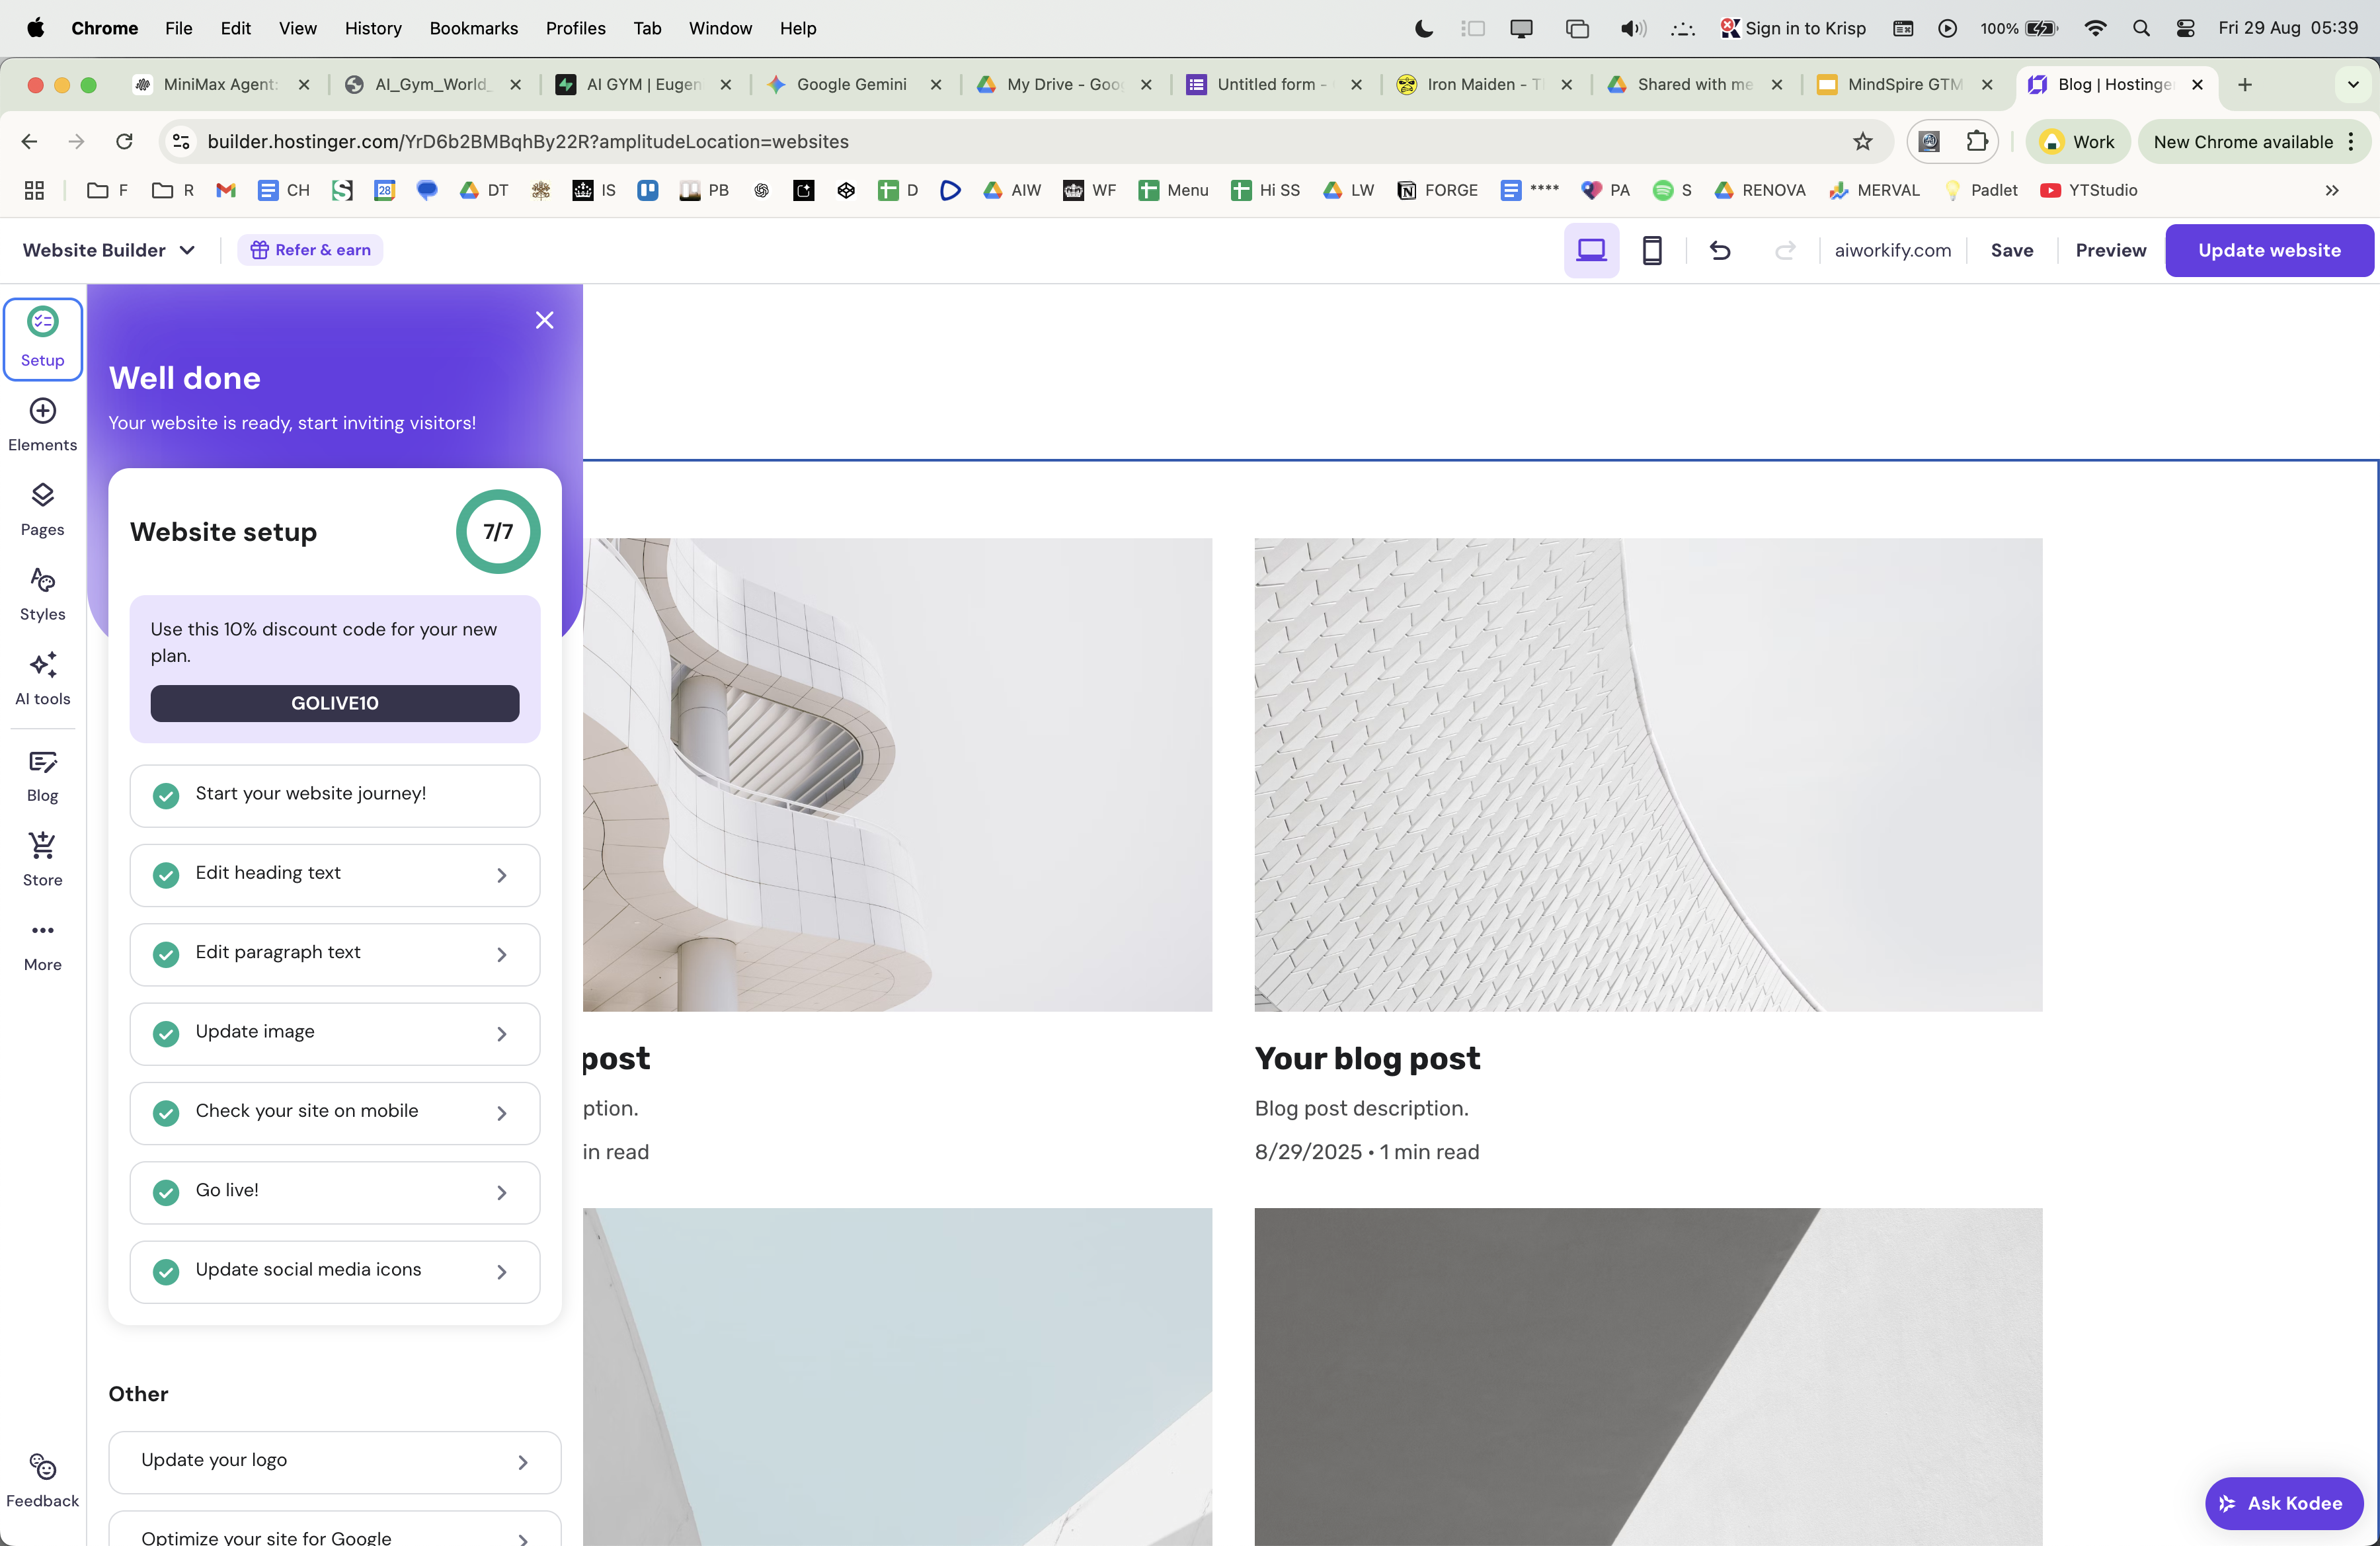 Chrome File Edit View History Bookmarks Profiles Tab Window Help Sign in to Krisp 100% Fri 29 Aug 05:39
MiniMax Agent: AI_Gym_World_ AI GYM | Eugen Google Gemini My Drive - Goo Untitled form - Iron Maiden - T Shared with me MindSpire GTM Blog | Hostinge
builder.hostinger.com/YrD6b2BMBqhBy22R?amplitudeLocation=websites Work New Chrome available
F R CH 28 DT IS PB D AIW WF Menu Hi SS LW FORGE **** PA S RENOVA MERVAL Padlet YTStudio
Website Builder Refer & earn aiworkify.com Save Preview Update website
Setup
Elements
Pages
Styles
AI tools
Blog
Store
More
Feedback
Well done
Your website is ready, start inviting visitors!
Website setup 7/7
Use this 10% discount code for your new
plan.
GOLIVE10
Start your website journey!
Edit heading text
Edit paragraph text
Update image
Check your site on mobile
Go live!
Update social media icons
Other
Update your logo
Optimize your site for Google
post
ption.
in read
Your blog post
Blog post description.
8/29/2025 • 1 min read
Ask Kodee